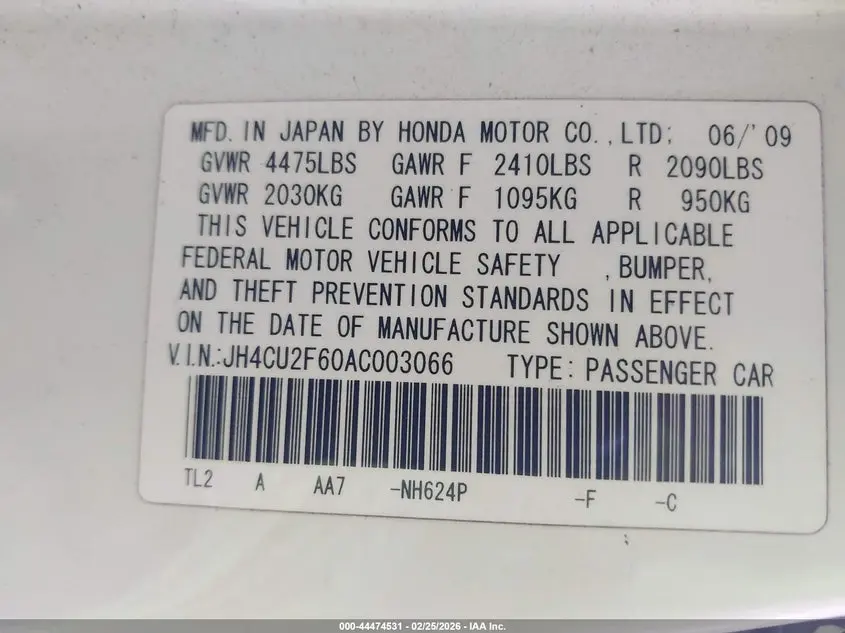 MFD. IN JAPAN BY HONDA MOTOR CO., LTD; 06/'09
GVWR 4475LBS GAWR F 2410LBS R 2090LBS
GVWR 2030KG GAWR F 1095KG R 950KG
THIS VEHICLE CONFORMS TO ALL APPLICABLE
FEDERAL MOTOR VEHICLE SAFETY , BUMPER,
AND THEFT PREVENTION STANDARDS IN EFFECT
ON THE DATE OF MANUFACTURE SHOWN ABOVE.
V.I.N.:JH4CU2F60AC003066 TYPE: PASSENGER CAR
TL2 A AA7 -NH624P -F -C
000-44474531 - 02/25/2026 - IAA Inc.